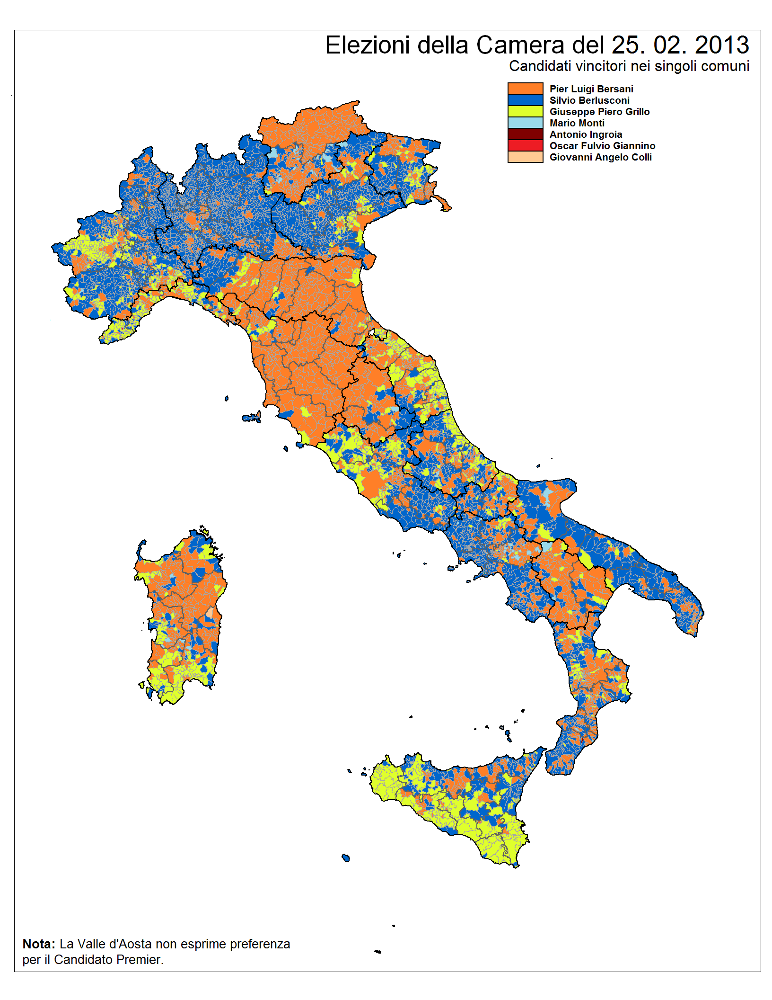 Elezioni della Camera del 25. 02. 2013
Candidati vincitori nei singoli comuni
Pier Luigi Bersani
Silvio Berlusconi
Giuseppe Piero Grillo
Mario Monti
Antonio Ingroia
Oscar Fulvio Giannino
Giovanni Angelo Colli
Nota: La Valle d'Aosta non esprime preferenza
per il Candidato Premier.